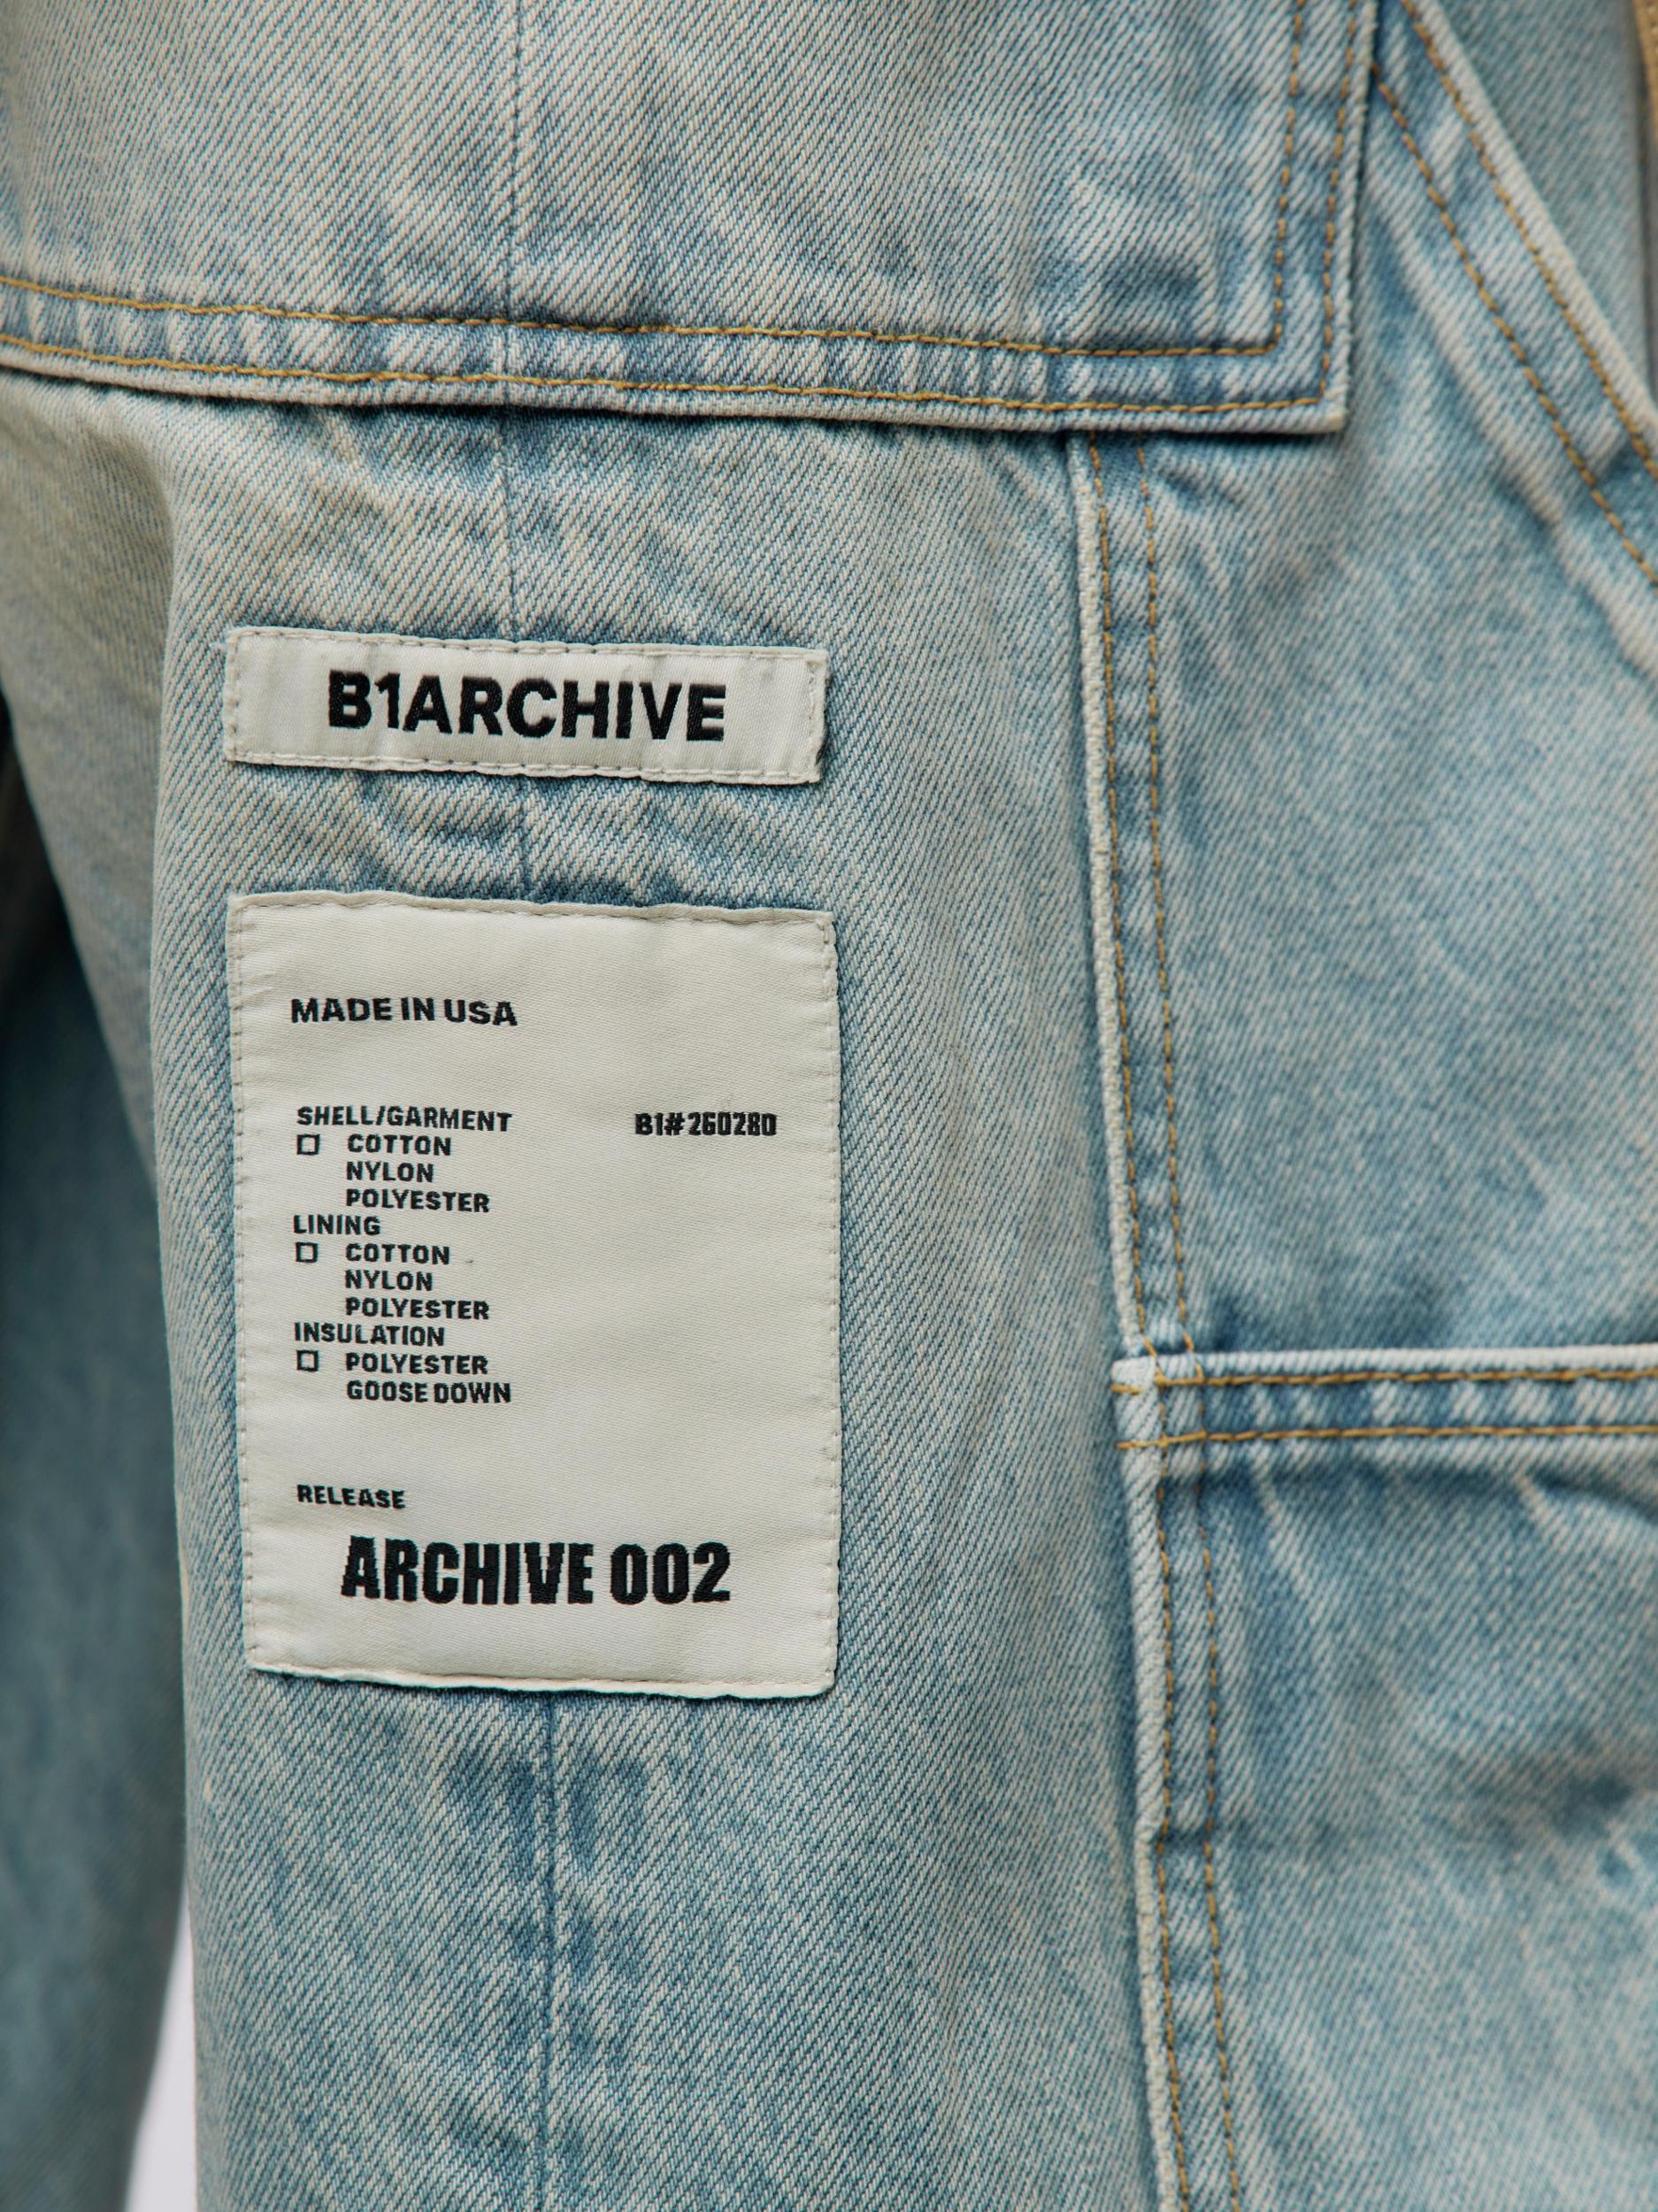 B1ARCHIVE
MADE IN USA
SHELL/GARMENT B1#260280
☐ COTTON
NYLON
POLYESTER
LINING
☐ COTTON
NYLON
POLYESTER
INSULATION
☐ POLYESTER
GOOSE DOWN
RELEASE
ARCHIVE 002